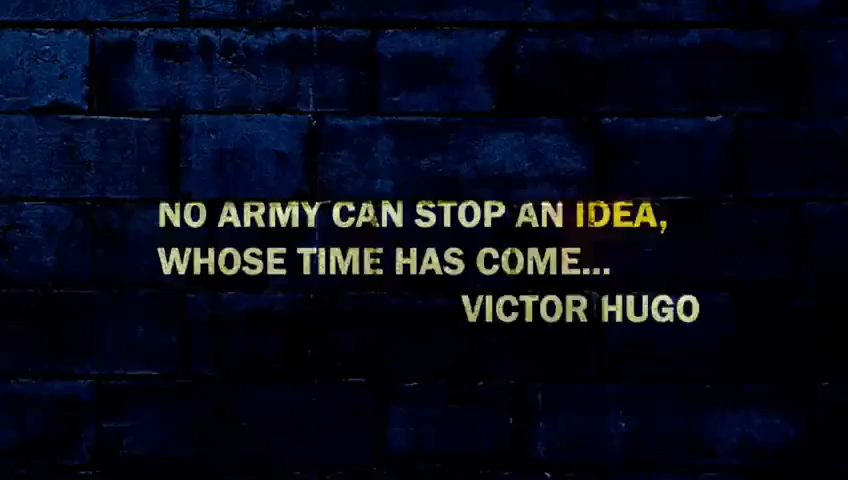 NO ARMY CAN STOP AN IDEA,
WHOSE TIME HAS COME...
VICTOR HUGO